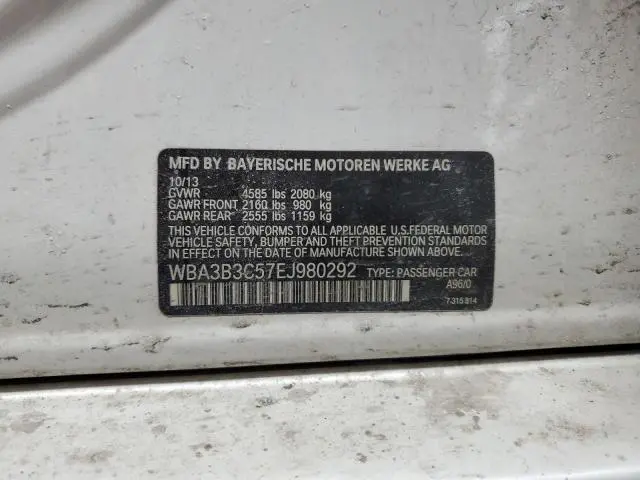 MFD BY BAYERISCHE MOTOREN WERKE AG
10/13
GVWR 4585 lbs 2080 kg
GAWR FRONT 2160 lbs 980 kg
GAWR REAR 2555 lbs 1159 kg
THIS VEHICLE CONFORMS TO ALL APPLICABLE U.S.FEDERAL MOTOR
VEHICLE SAFETY, BUMPER, AND THEFT PREVENTION STANDARDS
IN EFFECT ON THE DATE OF MANUFACTURE SHOWN ABOVE.
WBA3B3C57EJ980292 TYPE: PASSENGER CAR
A96/0
7 315 814